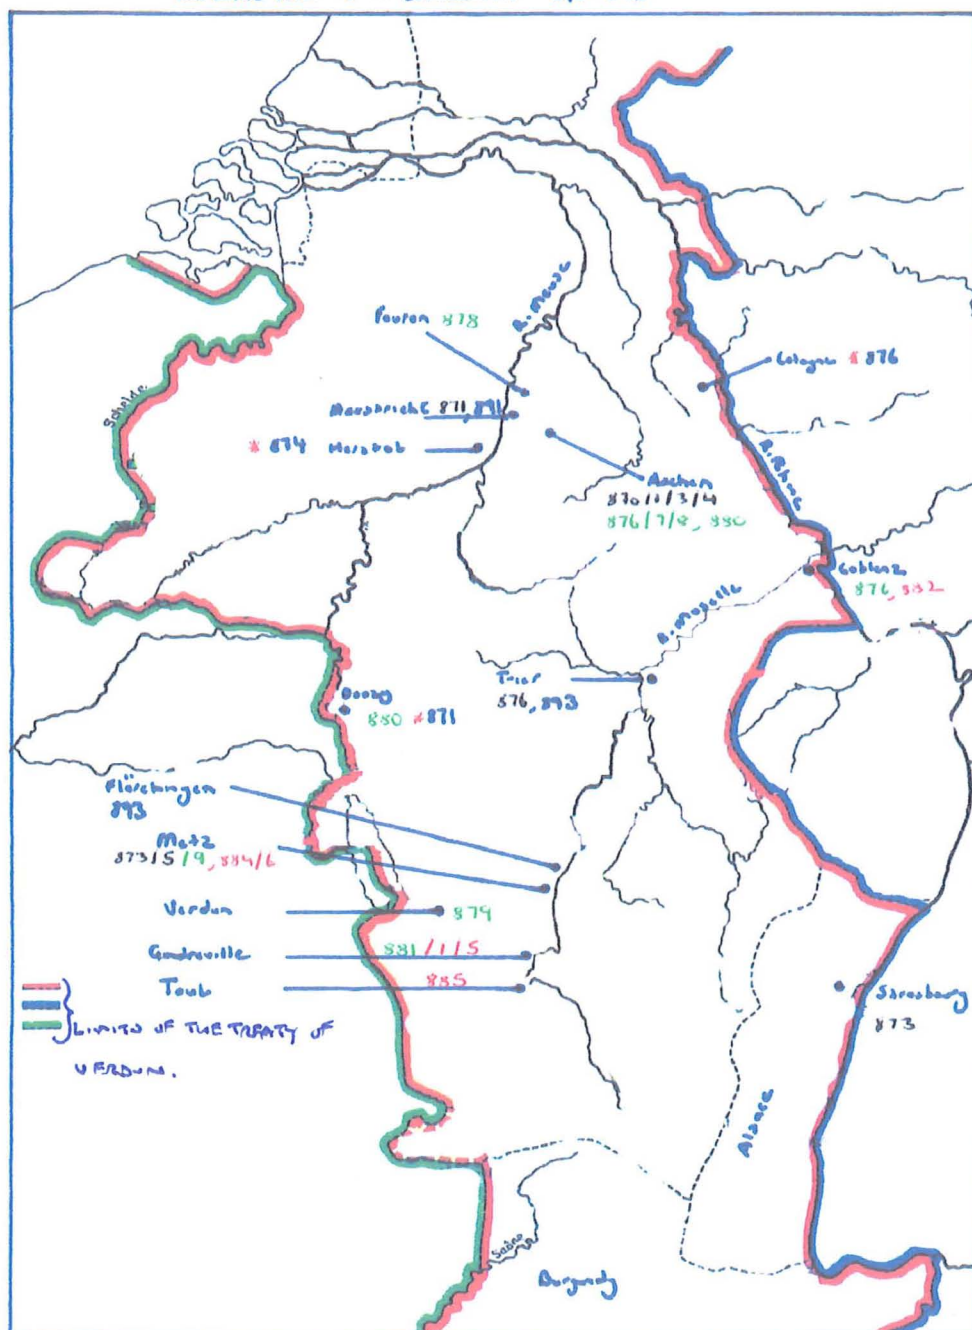 R. Meuse
Fouron 878
Cologne * 876
Maastricht 871, 891
* 874 Herstal
Schelde
R. Rhine
Aachen
870/1/3/4
876/7/8, 880
Coblenz
876, 882
R. Moselle
Trier
876, 893
Douzy
880 *871
Flörchingen
893
Metz
873/5/9, 884/6
Verdun 879
Gondreville 881/1/5
Toul 885
Strasbourg
873
LIMITS OF THE TREATY OF
VERDUN.
Alsace
Saône
Burgundy